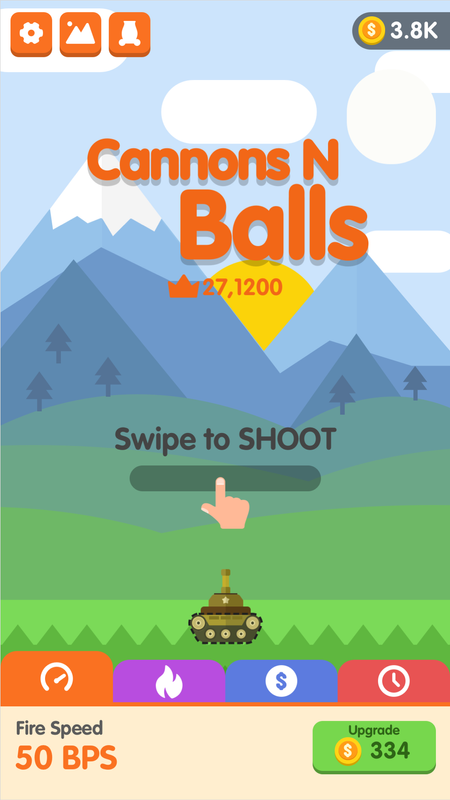 3.8K
Cannons N
Balls
27,1200
Swipe to SHOOT
Fire Speed
50 BPS
Upgrade
334